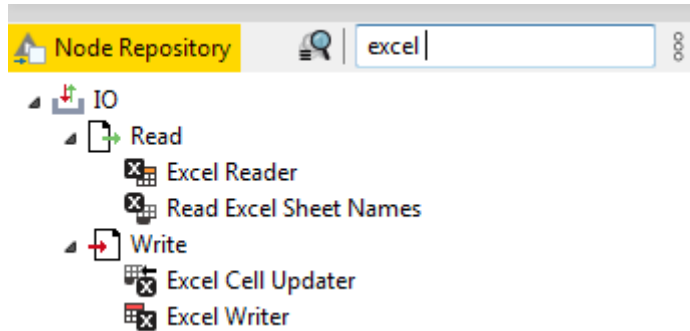 Node Repository excel
IO
Read
Excel Reader
Read Excel Sheet Names
Write
Excel Cell Updater
Excel Writer